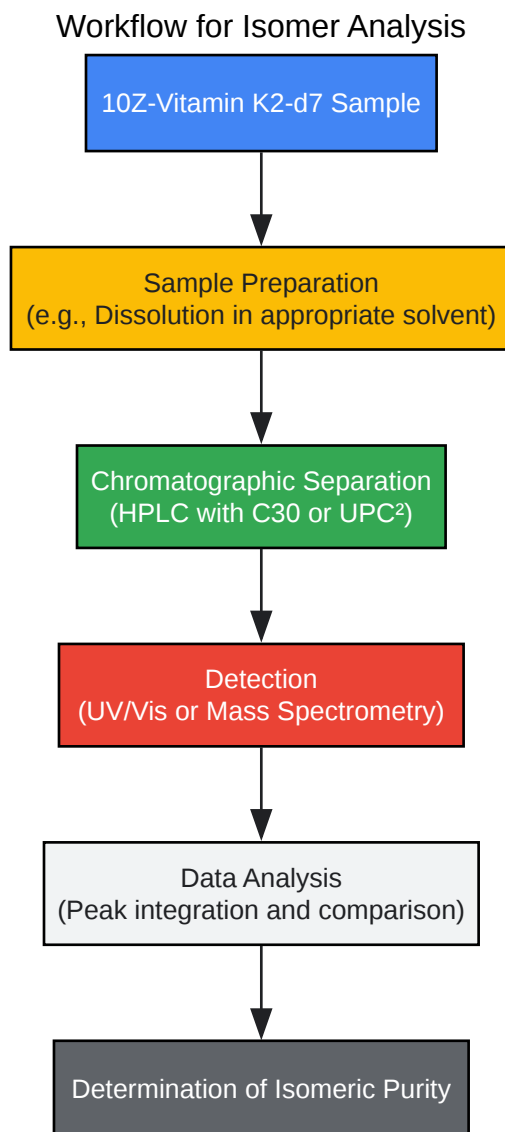 Workflow for Isomer Analysis
10Z-Vitamin K2-d7 Sample
Sample Preparation
(e.g., Dissolution in appropriate solvent)
Chromatographic Separation
(HPLC with C30 or UPC²)
Detection
(UV/Vis or Mass Spectrometry)
Data Analysis
(Peak integration and comparison)
Determination of Isomeric Purity